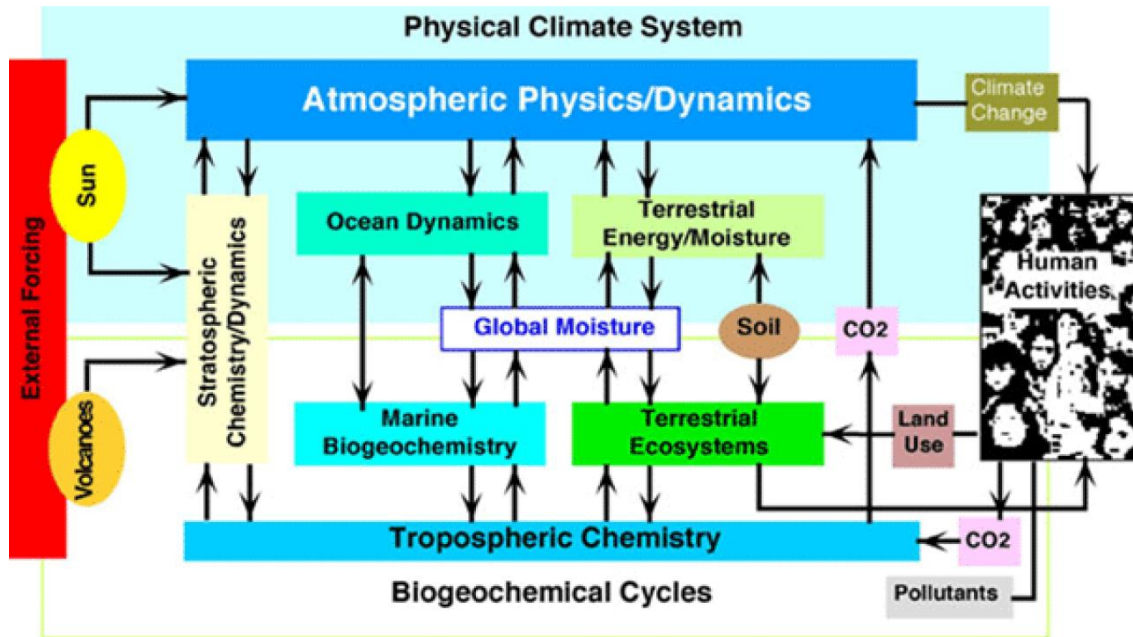 Physical Climate System
External Forcing
Sun
Volcanoes
Atmospheric Physics/Dynamics
Climate
Change
Stratospheric
Chemistry/Dynamics
Ocean Dynamics
Terrestrial
Energy/Moisture
Human
Activities
Global Moisture
Soil
CO2
Marine
Biogeochemistry
Terrestrial
Ecosystems
Land
Use
Tropospheric Chemistry
CO2
Biogeochemical Cycles
Pollutants